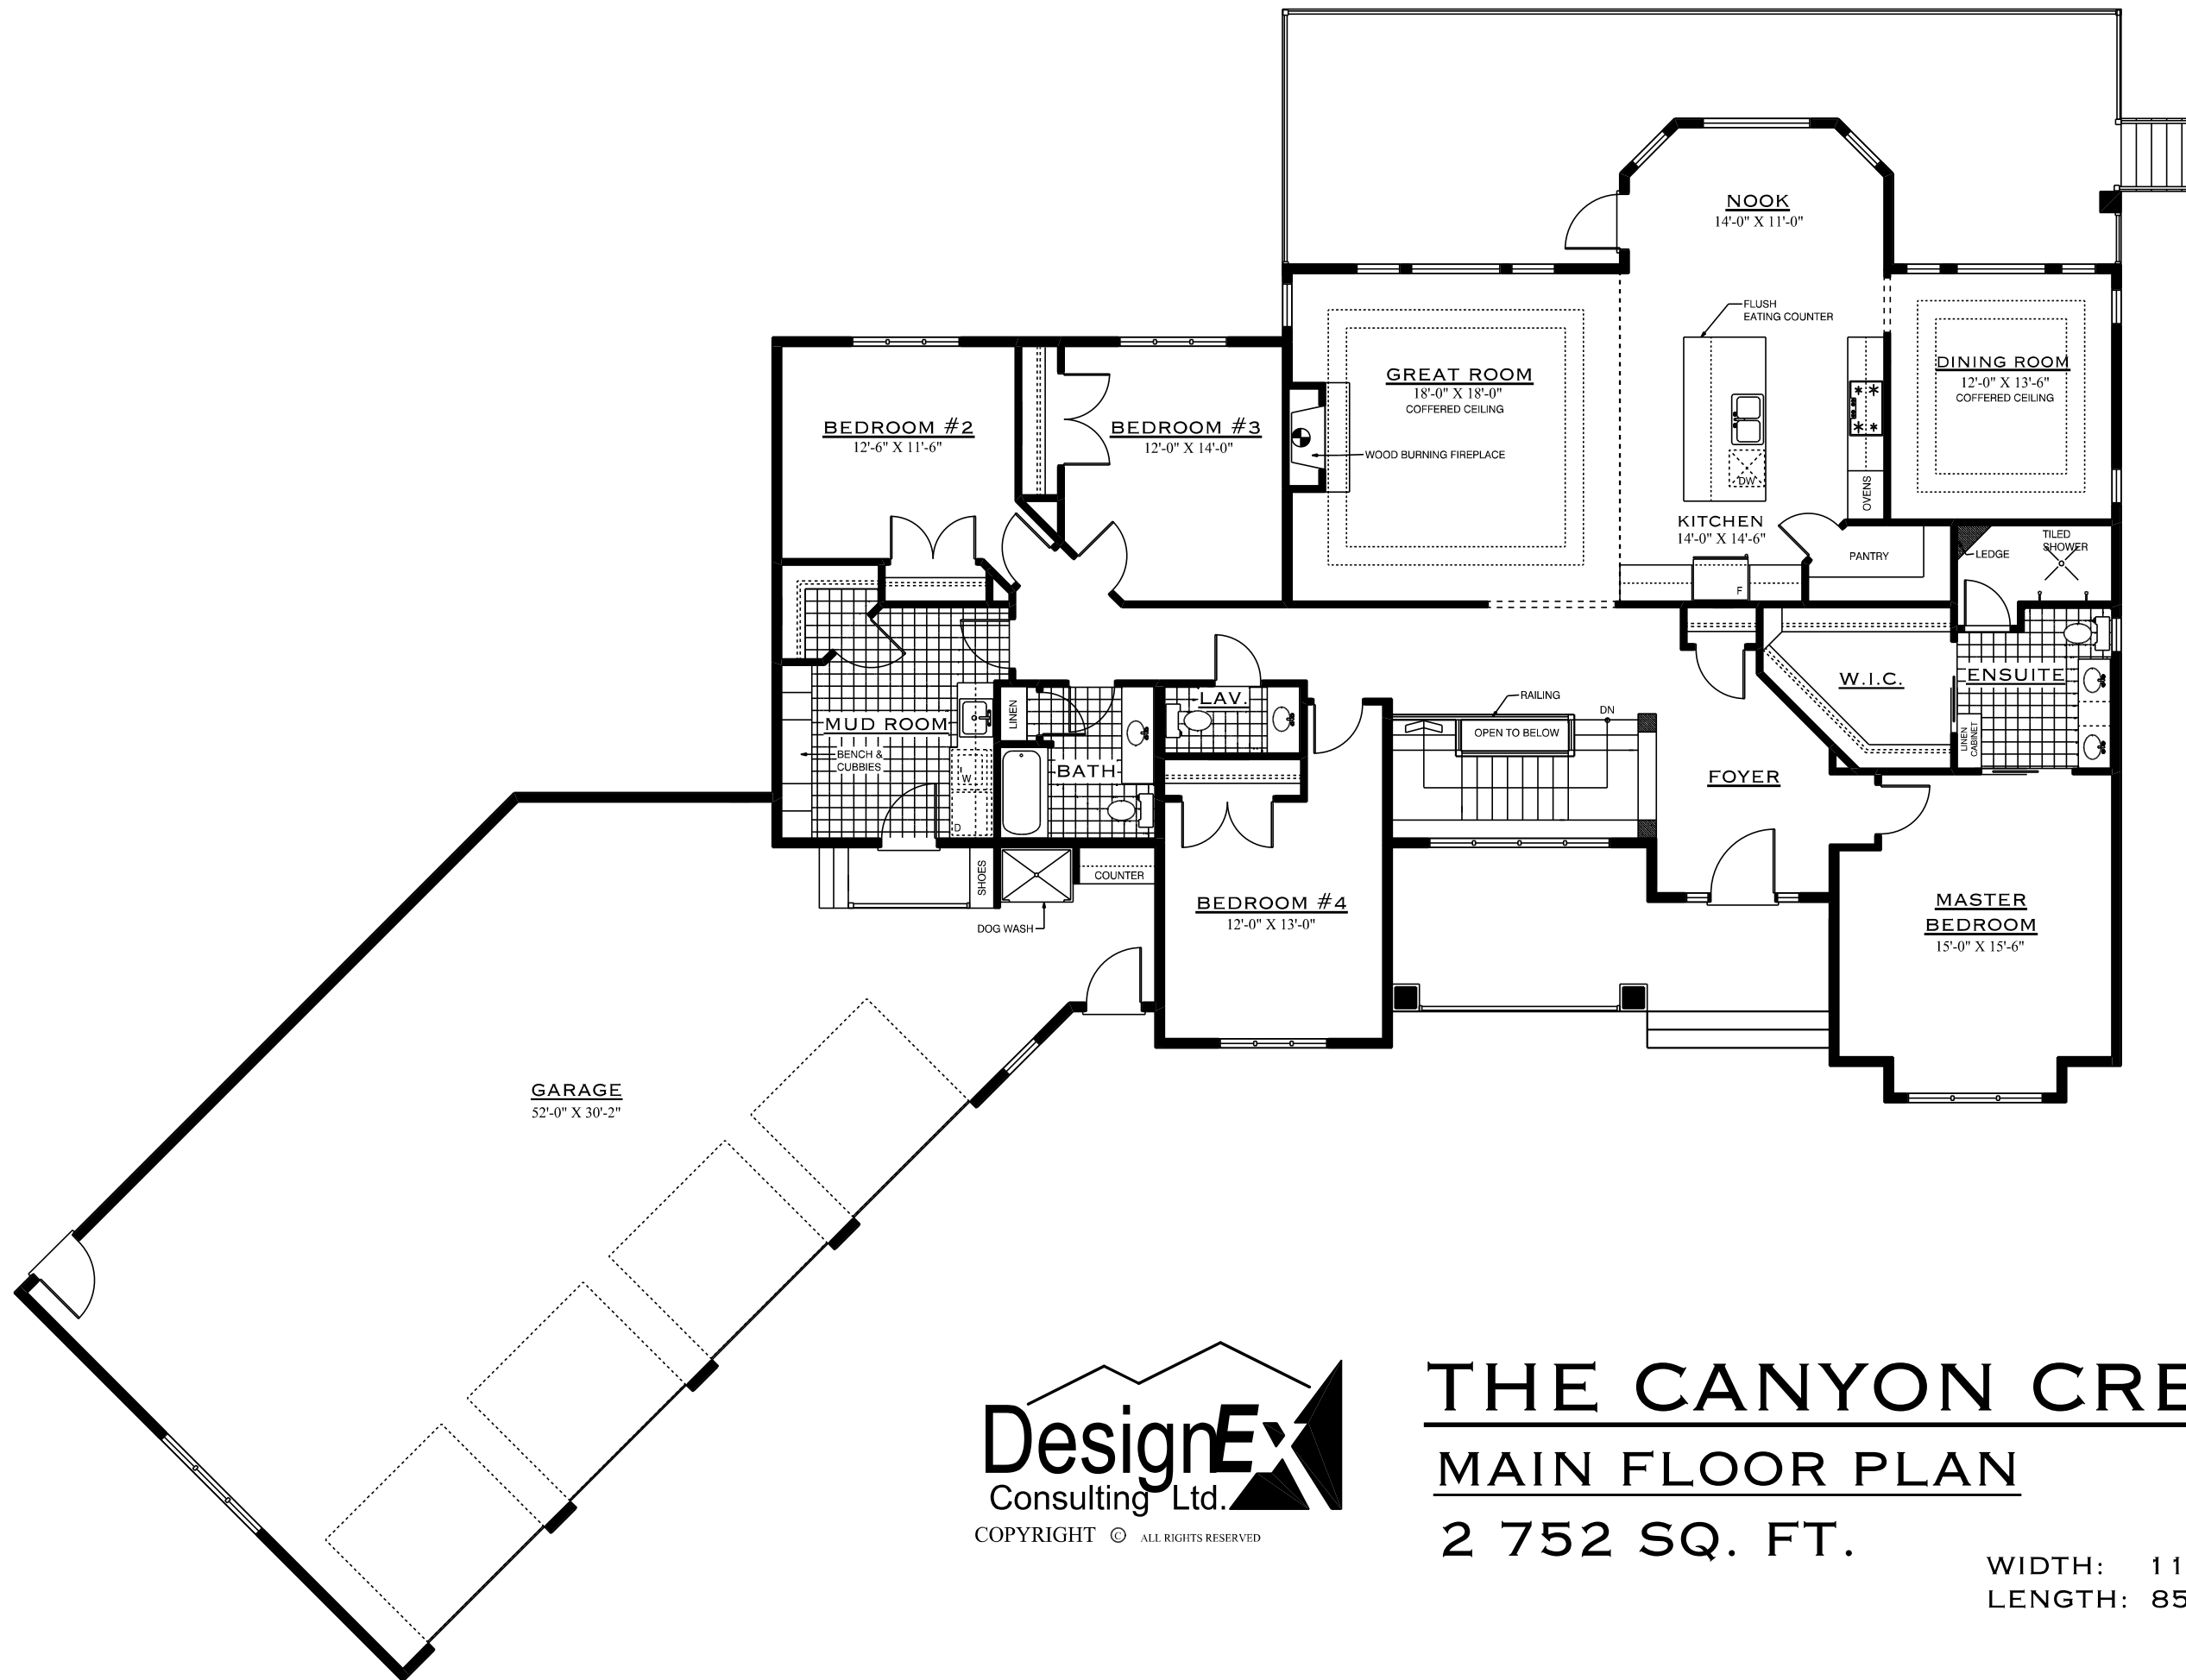 NOOK
14'-0" X 11'-0"
FLUSH
EATING COUNTER
GREAT ROOM
18'-0" X 18'-0"
COFFERED CEILING
DINING ROOM
12'-0" X 13'-6"
COFFERED CEILING
BEDROOM #2
12'-6" X 11'-6"
BEDROOM #3
12'-0" X 14'-0"
WOOD BURNING FIREPLACE
DW
OVENS
KITCHEN
14'-0" X 14'-6"
F
PANTRY
LEDGE
TILED
SHOWER
W.I.C.
ENSUITE
LINEN
CABINET
MUD ROOM
BENCH &
CUBBIES
W
D
LINEN
BATH
LAV.
RAILING
DN
OPEN TO BELOW
FOYER
SHOES
COUNTER
DOG WASH
BEDROOM #4
12'-0" X 13'-0"
MASTER
BEDROOM
15'-0" X 15'-6"
GARAGE
52'-0" X 30'-2"
DesignEx
Consulting Ltd.
COPYRIGHT © ALL RIGHTS RESERVED
THE CANYON CRE
MAIN FLOOR PLAN
2 752 SQ. FT.
WIDTH: 11
LENGTH: 85